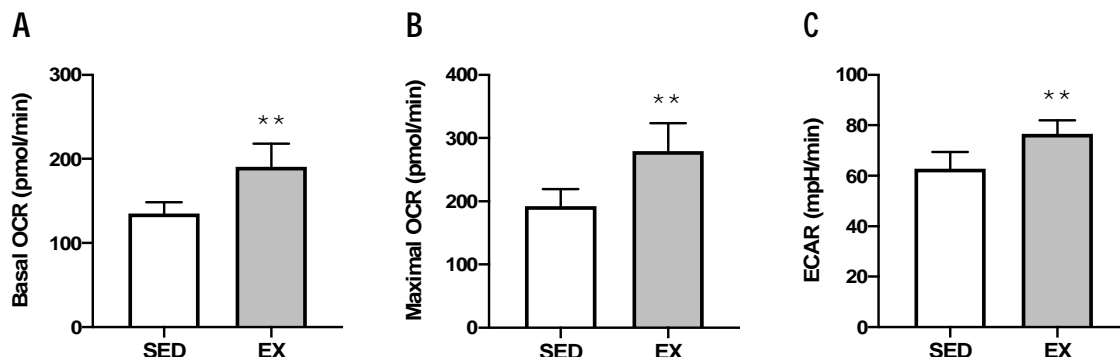 A
Basal OCR (pmol/min)
300
200
100
0
**
SED EX
B
Maximal OCR (pmol/min)
400
300
200
100
0
**
SED EX
C
ECAR (mpH/min)
100
80
60
40
20
0
**
SED EX